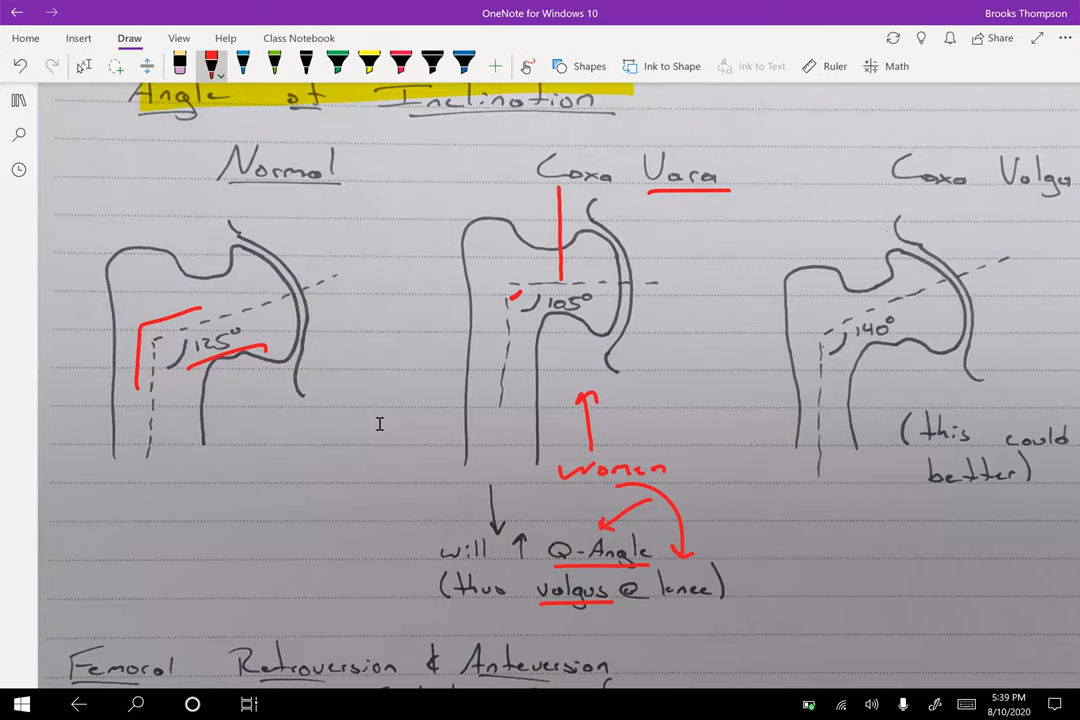 OneNote for Windows 10
Brooks Thompson
Home Insert Draw View Help Class Notebook Share
Shapes Ink to Shape Ink to Text Ruler Math
Angle of Inclination
Normal Coxa Vara Coxa Valga
125° 105° 140°
(this could
better)
Women
will ↑ Q-Angle
(thus valgus @ knee)
Femoral Retroversion & Anteversion
5:39 PM
8/10/2020